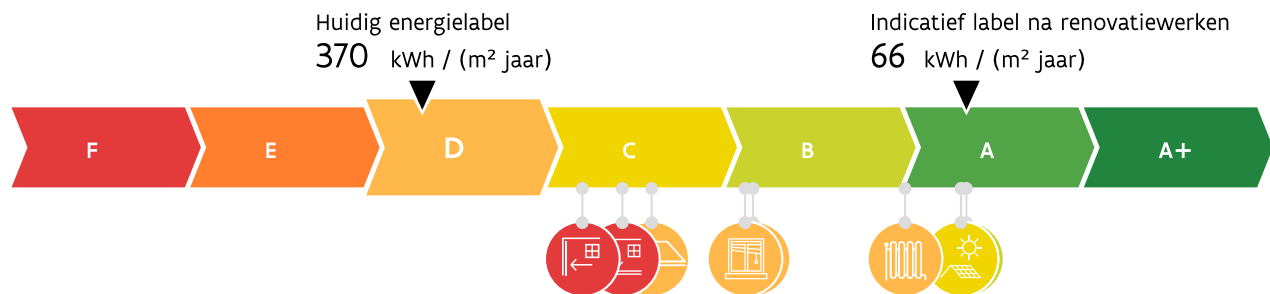 Huidig energielabel
370 kWh / (m² jaar)
Indicatief label na renovatiewerken
66 kWh / (m² jaar)
F E D C B A A+